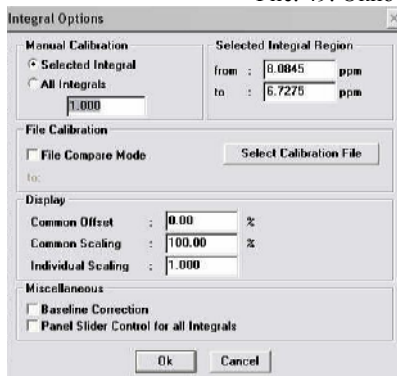 Integral Options
Manual Calibration
Selected Integral
All Integrals
1.000
Selected Integral Region
from : 8.0845 ppm
to : 6.7275 ppm
File Calibration
File Compare Mode
Select Calibration File
to:
Display
Common Offset : 0.00 %
Common Scaling : 100.00 %
Individual Scaling : 1.000
Miscellaneous
Baseline Correction
Panel Slider Control for all Integrals
Ok Cancel